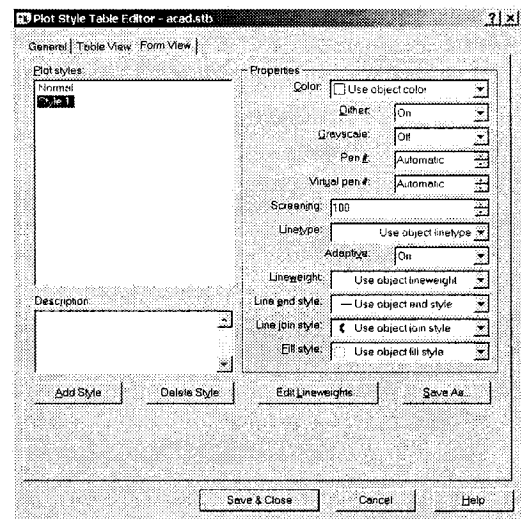 Plot Style Table Editor - acad.stb
General Table View Form View
Plot styles:
Normal
Style 1
Description:
Properties
Color: Use object color
Dither: On
Grayscale: Off
Pen #: Automatic
Virtual pen #: Automatic
Screening: 100
Linetype: Use object linetype
Adaptive: On
Lineweight: Use object lineweight
Line end style: Use object end style
Line join style: Use object join style
Fill style: Use object fill style
Add Style Delete Style Edit Lineweights Save As...
Save & Close Cancel Help